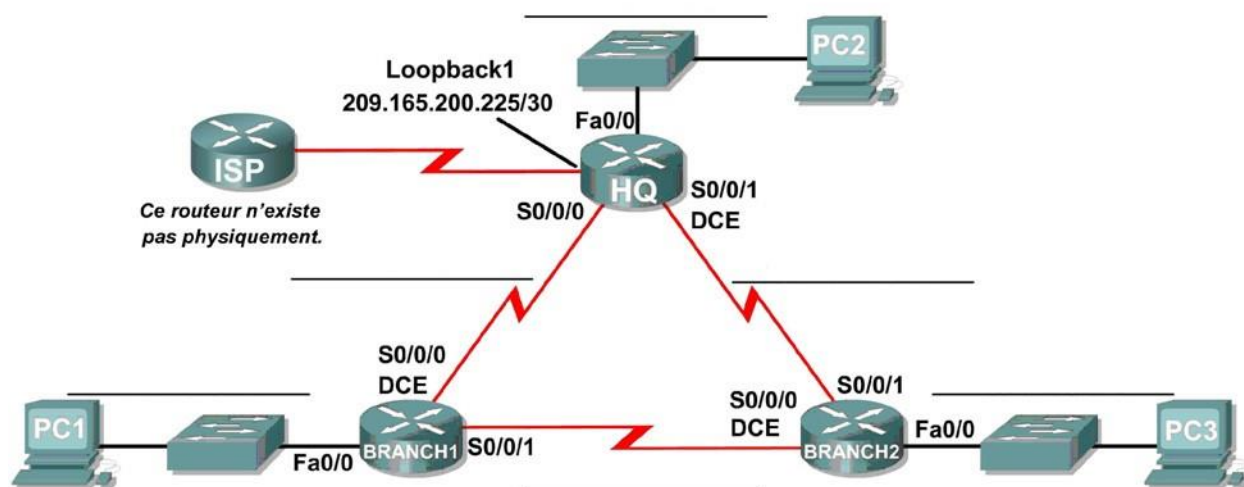 PC2
Loopback1
209.165.200.225/30
Fa0/0
ISP
HQ
S0/0/1
DCE
S0/0/0
Ce routeur n'existe
pas physiquement.
S0/0/0
DCE
S0/0/0
DCE
S0/0/1
PC1
Fa0/0
BRANCH1
S0/0/1
BRANCH2
Fa0/0
PC3